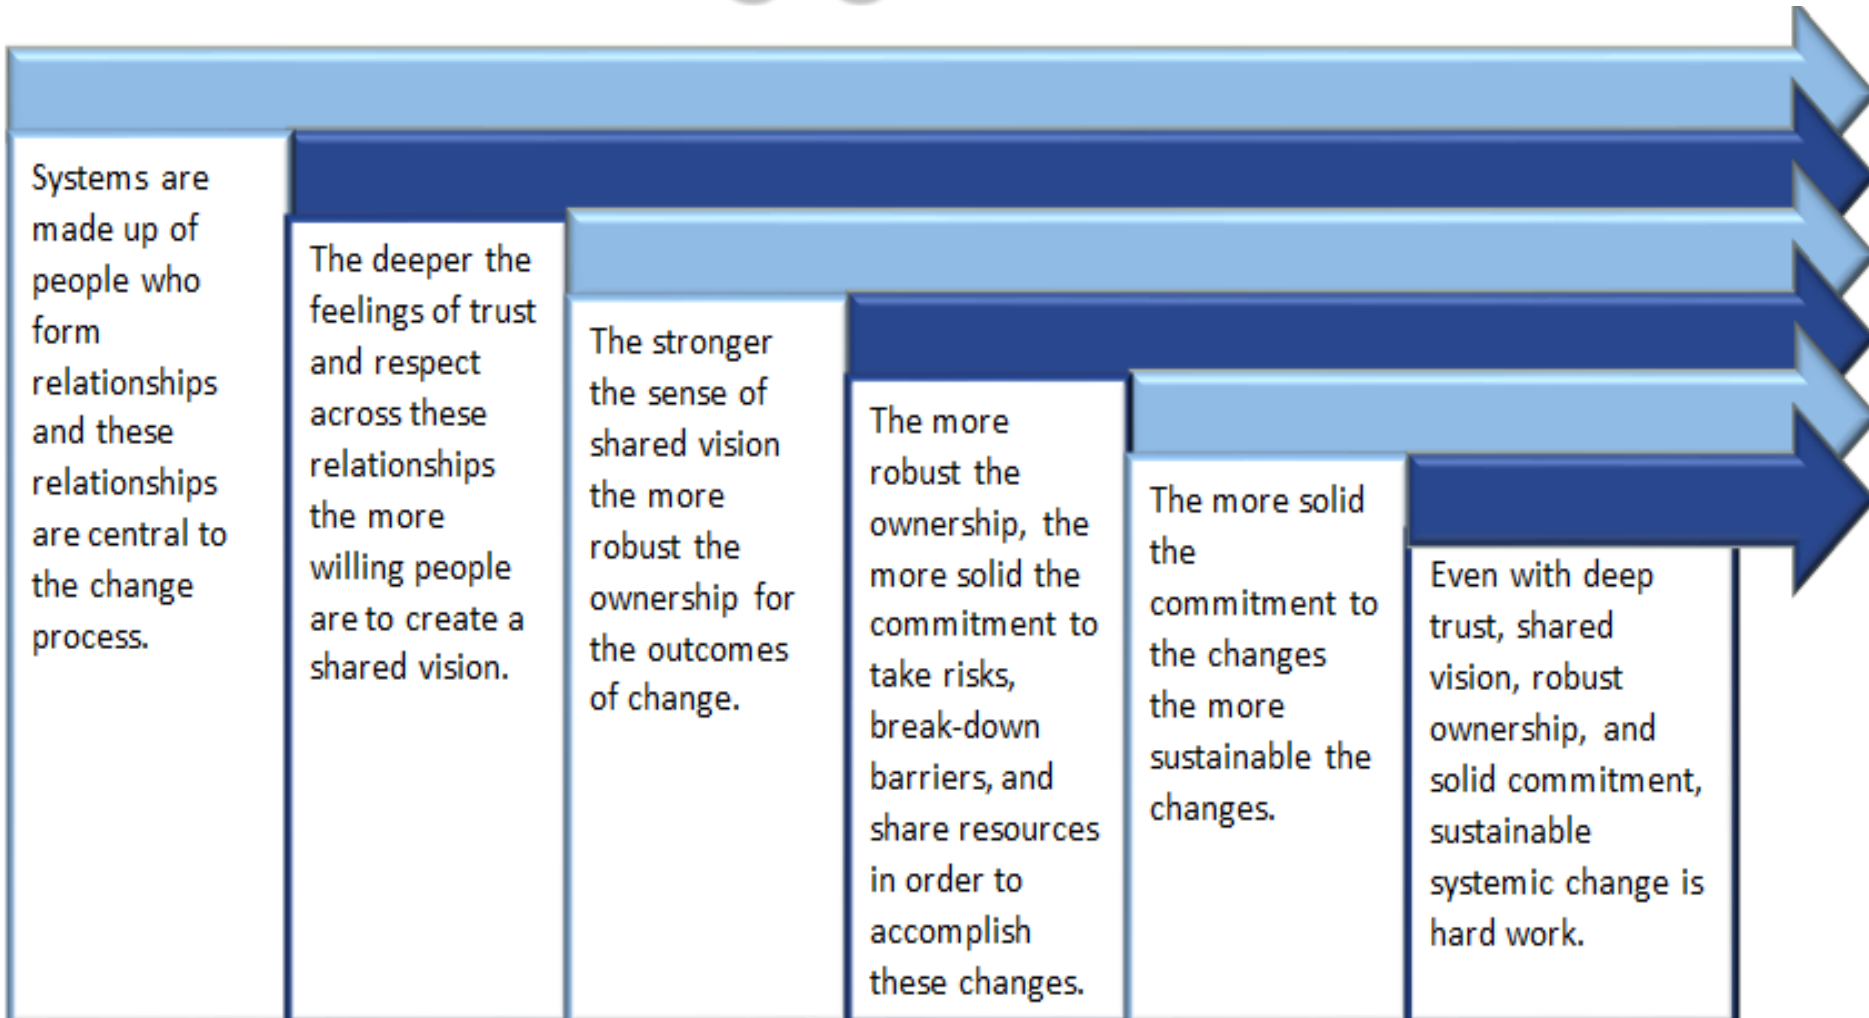 Systems are
made up of
people who
form
relationships
and these
relationships
are central to
the change
process.
The deeper the
feelings of trust
and respect
across these
relationships
the more
willing people
are to create a
shared vision.
The stronger
the sense of
shared vision
the more
robust the
ownership for
the outcomes
of change.
The more
robust the
ownership, the
more solid the
commitment to
take risks,
break-down
barriers, and
share resources
in order to
accomplish
these changes.
The more solid
the
commitment to
the changes
the more
sustainable the
changes.
Even with deep
trust, shared
vision, robust
ownership, and
solid commitment,
sustainable
systemic change is
hard work.